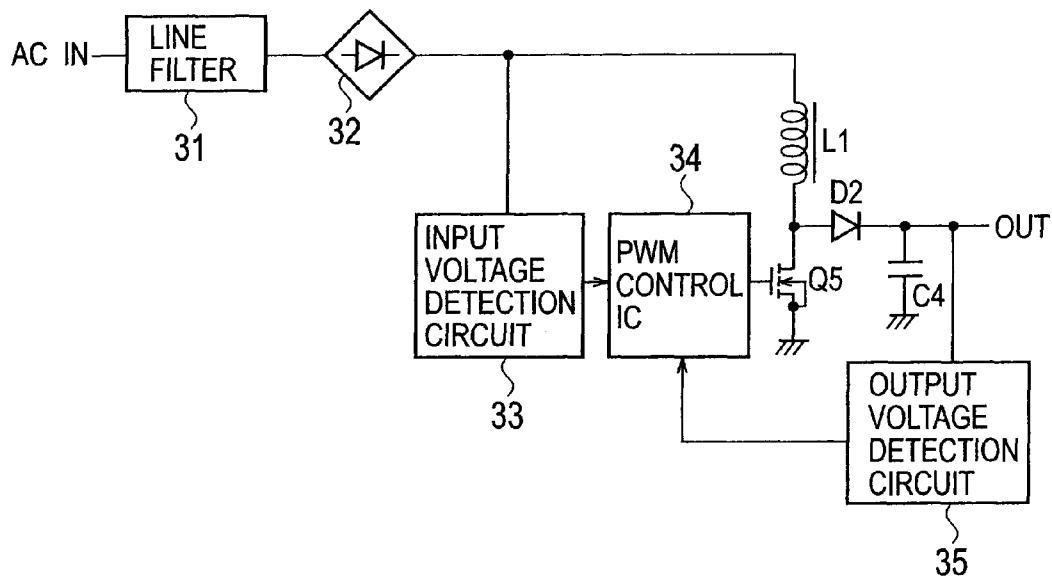 AC IN
LINE
FILTER
31
32
L1
34
D2
OUT
INPUT
VOLTAGE
DETECTION
CIRCUIT
33
PWM
CONTROL
IC
Q5
C4
OUTPUT
VOLTAGE
DETECTION
CIRCUIT
35